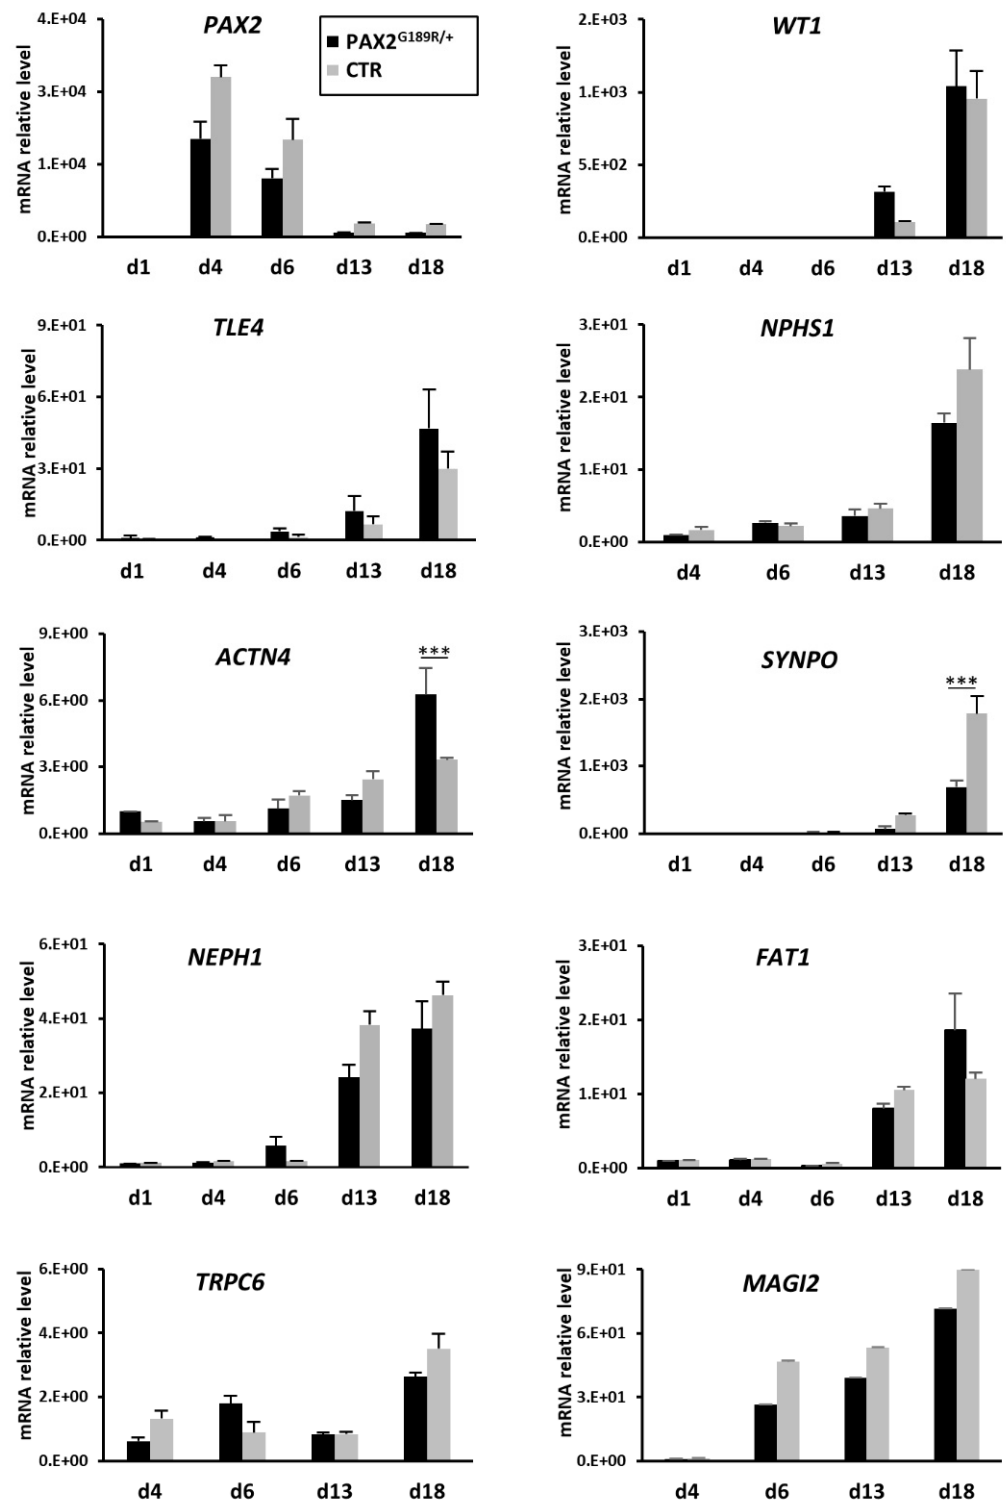 PAX2
mRNA relative level
4.E+04
3.E+04
1.E+04
0.E+00
d1 d4 d6 d13 d18
PAX2G189R/+
CTR
WT1
mRNA relative level
2.E+03
1.E+03
5.E+02
0.E+00
d1 d4 d6 d13 d18
TLE4
mRNA relative level
9.E+01
6.E+01
3.E+01
0.E+00
d1 d4 d6 d13 d18
NPHS1
mRNA relative level
3.E+01
2.E+01
1.E+01
0.E+00
d4 d6 d13 d18
ACTN4
mRNA relative level
9.E+00
6.E+00
3.E+00
0.E+00
***
d1 d4 d6 d13 d18
SYNPO
mRNA relative level
3.E+03
2.E+03
1.E+03
0.E+00
***
d1 d4 d6 d13 d18
NEPH1
mRNA relative level
6.E+01
4.E+01
2.E+01
0.E+00
d1 d4 d6 d13 d18
FAT1
mRNA relative level
3.E+01
2.E+01
1.E+01
0.E+00
d1 d4 d6 d13 d18
TRPC6
mRNA relative level
6.E+00
4.E+00
2.E+00
0.E+00
d4 d6 d13 d18
MAGI2
mRNA relative level
9.E+01
6.E+01
3.E+01
0.E+00
d4 d6 d13 d18